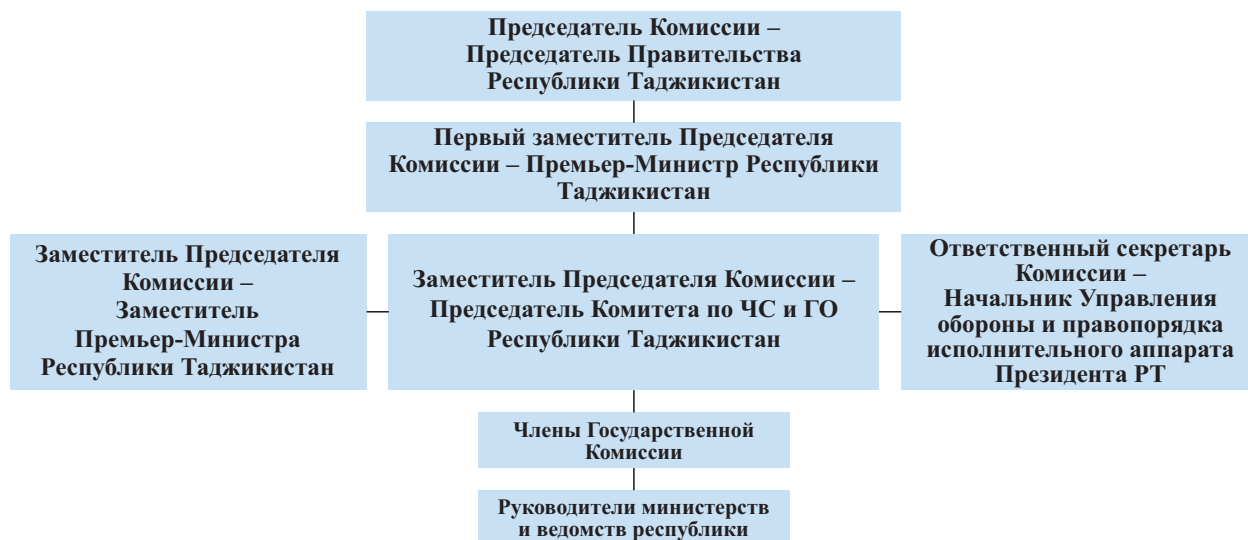 Председатель Комиссии –
Председатель Правительства
Республики Таджикистан
Первый заместитель Председателя
Комиссии – Премьер-Министр Республики
Таджикистан
Заместитель Председателя
Комиссии –
Заместитель
Премьер-Министра
Республики Таджикистан
Заместитель Председателя Комиссии –
Председатель Комитета по ЧС и ГО
Республики Таджикистан
Ответственный секретарь
Комиссии –
Начальник Управления
обороны и правопорядка
исполнительного аппарата
Президента РТ
Члены Государственной
Комиссии
Руководители министерств
и ведомств республики